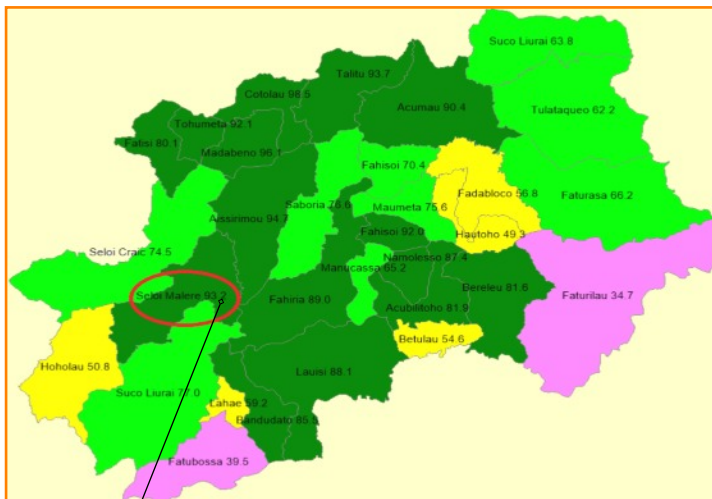 Suco Liurai 63.8
Talitu 93.7
Cotolau 98.5
Acumau 90.4
Tulataqueo 62.2
Tohumeta 92.1
Fatisi 80.1
Madabeno 96.1
Fahisoi 70.4
Fadabloco 56.8
Faturasa 66.2
Saboria 76.6
Maumeta 75.6
Aissirimou 94.7
Fahisoi 92.0
Hautoho 49.3
Seloi Craic 74.5
Namolesso 87.4
Manucassa 65.2
Bereleu 81.6
Seloi Malere 93.2
Faturilau 34.7
Fahiria 89.0
Acubilitoho 81.9
Betulau 54.6
Hoholau 50.8
Lauisi 88.1
Suco Liurai 77.0
Lahae 59.2
Bandudato 85.5
Fatubossa 39.5